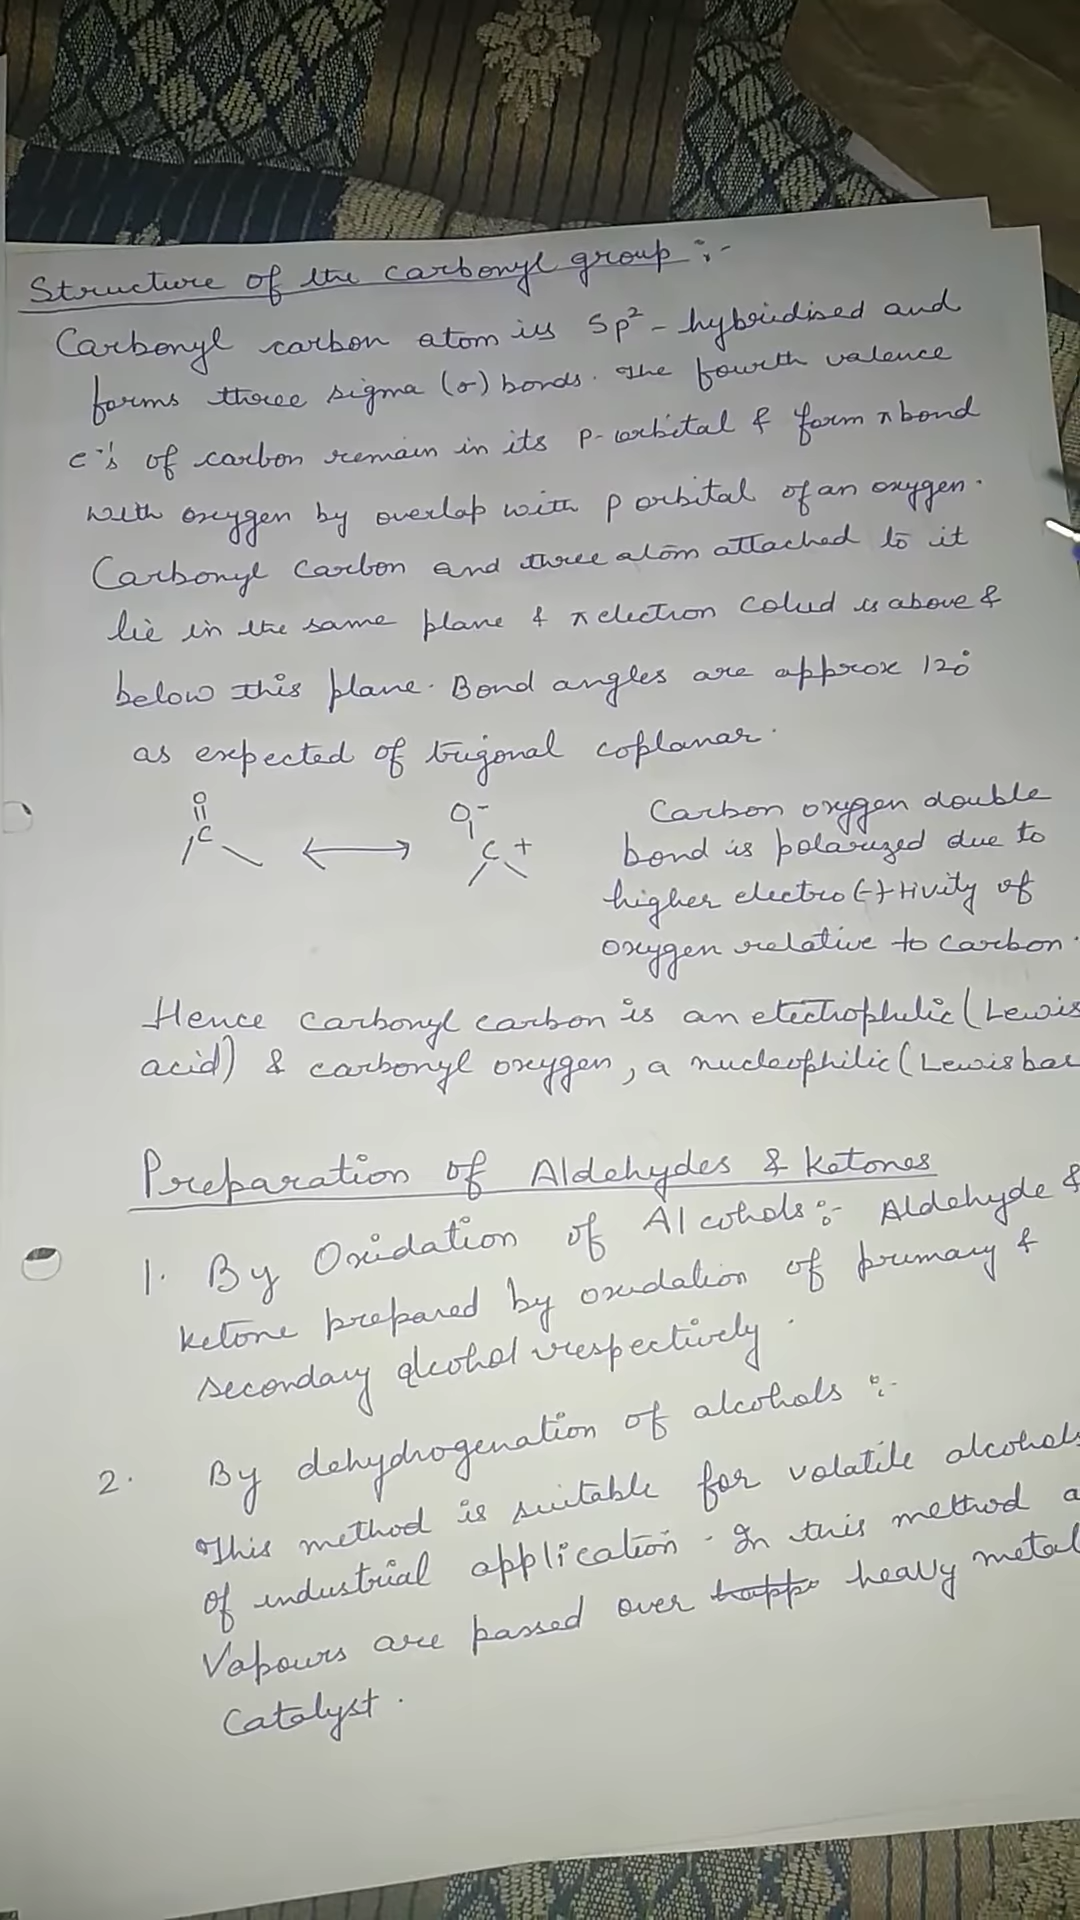 Structure of the carbonyl group :-
Carbonyl carbon atom is sp²-hybridised and
forms three sigma (σ) bonds. The fourth valence
e⁻'s of carbon remain in its p-orbital & form π bond
with oxygen by overlap with p orbital of an oxygen.
Carbonyl carbon and three atom attached to it
lie in the same plane & π electron colud is above &
below this plane. Bond angles are approx 120°
as expected of trigonal coplanar.
O
C
O-
C +
Carbon oxygen double
bond is polarized due to
higher electro(-)tivity of
oxygen relative to carbon.
Hence carbonyl carbon is an electrophilic (Lewis
acid) & carbonyl oxygen, a nucleophilic (Lewis bas
Preparation of Aldehydes & ketones
1. By Oxidation of Alcohols :- Aldehyde &
ketone prepared by oxidation of primary &
secondary alcohol respectively.
2. By dehydrogenation of alcohols :-
This method is suitable for volatile alcohols
of industrial application. In this method a
Vapours are passed over heavy metal
Catalyst.